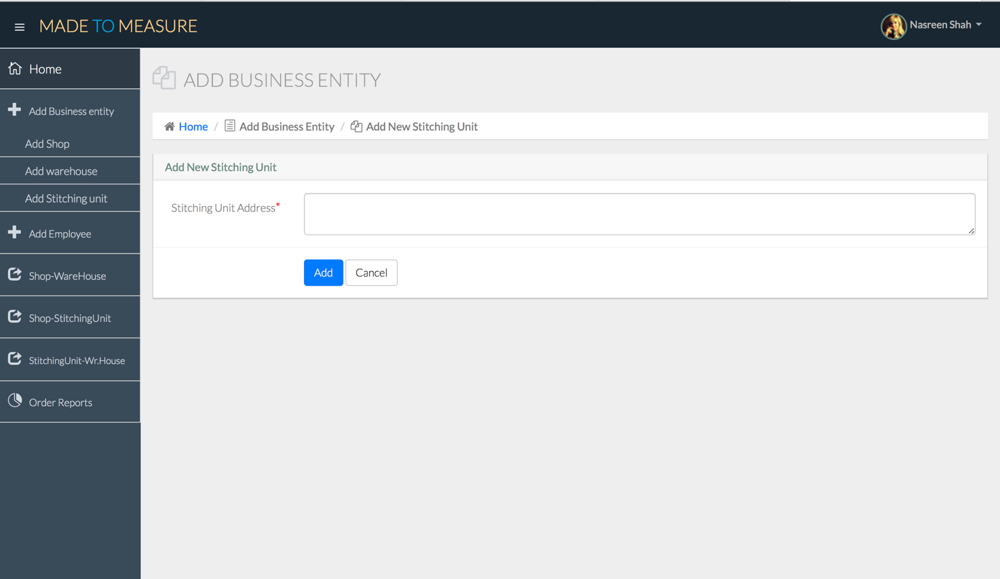 MADE TO MEASURE
Nasreen Shah
Home
Add Business entity
Add Shop
Add warehouse
Add Stitching unit
Add Employee
Shop-WareHouse
Shop-StitchingUnit
StitchingUnit-Wr.House
Order Reports
ADD BUSINESS ENTITY
Home / Add Business Entity / Add New Stitching Unit
Add New Stitching Unit
Stitching Unit Address*
Add Cancel